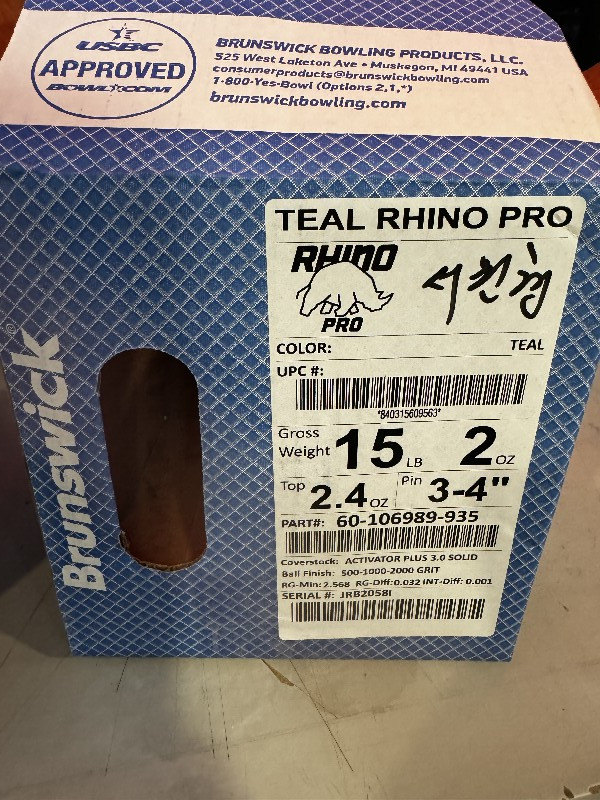 USBC
APPROVED
BOWL.COM
BRUNSWICK BOWLING PRODUCTS, LLC.
525 West Laketon Ave • Muskegon, MI 49441 USA
consumerproducts@brunswickbowling.com
1-800-Yes-Bowl (Options 2,1,*)
brunswickbowling.com
Brunswick®
TEAL RHINO PRO
RHINO
PRO
COLOR: TEAL
UPC #:
*840315609563*
Gross Weight 15 LB 2 OZ
Top 2.4 OZ Pin 3-4"
PART#: 60-106989-935
Coverstock: ACTIVATOR PLUS 3.0 SOLID
Ball Finish: 500-1000-2000 GRIT
RG-Min: 2.568 RG-Diff:0.032 INT-Diff: 0.001
SERIAL #: JRB2058I